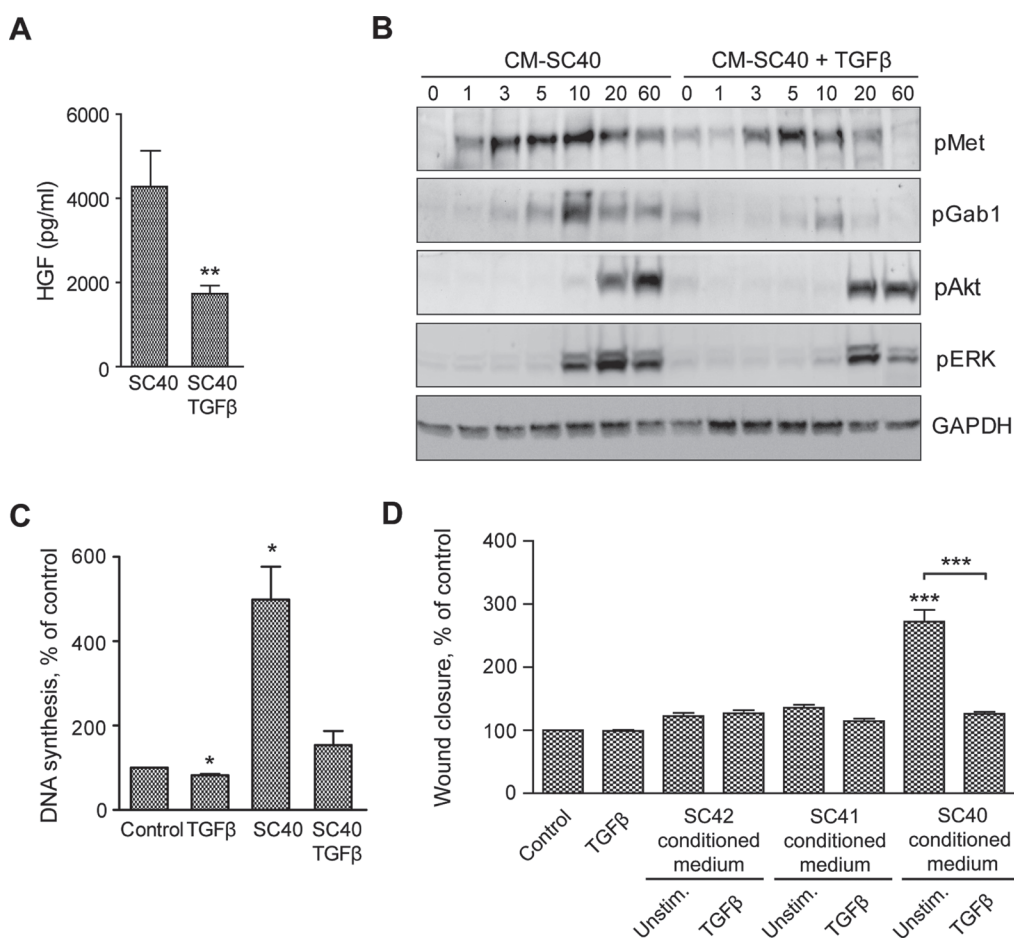 A
HGF (pg/ml)
6000
4000
2000
0
**
SC40
SC40
TGFβ
B
CM-SC40
CM-SC40 + TGFβ
0 1 3 5 10 20 60 0 1 3 5 10 20 60
pMet
pGab1
pAkt
pERK
GAPDH
C
DNA synthesis, % of control
600
400
200
0
*
*
Control TGFβ SC40 SC40
TGFβ
D
Wound closure, % of control
400
300
200
100
0
***
***
Control
TGFβ
SC42
conditioned
medium
SC41
conditioned
medium
SC40
conditioned
medium
Unstim.
TGFβ
Unstim.
TGFβ
Unstim.
TGFβ